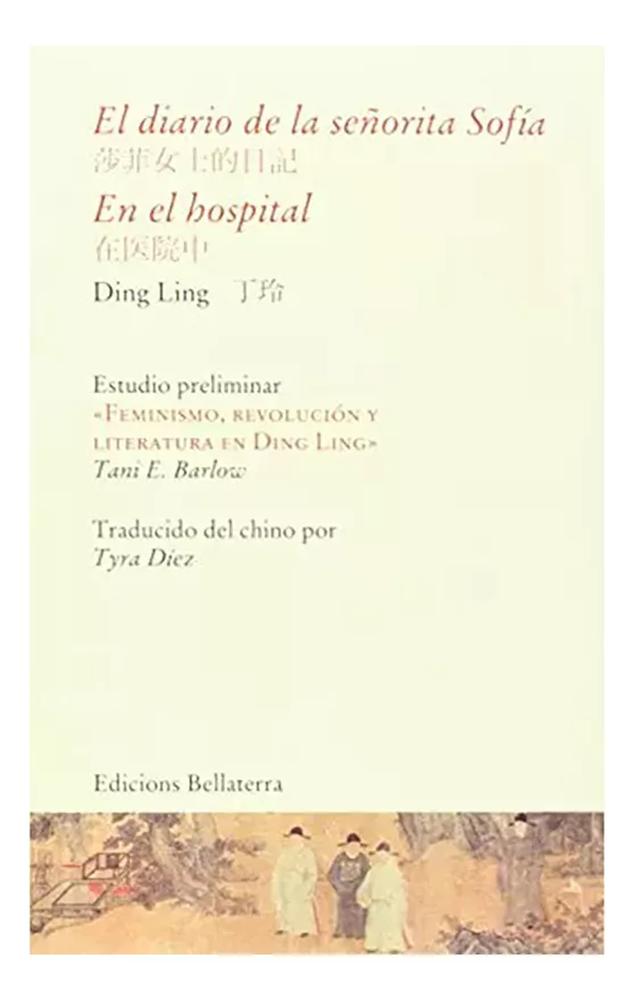 El diario de la señorita Sofía
莎菲女士的日記
En el hospital
在医院中
Ding Ling 丁玲
Estudio preliminar
«Feminismo, revolución y
literatura en Ding Ling»
Tani E. Barlow
Traducido del chino por
Tyra Díez
Edicions Bellaterra